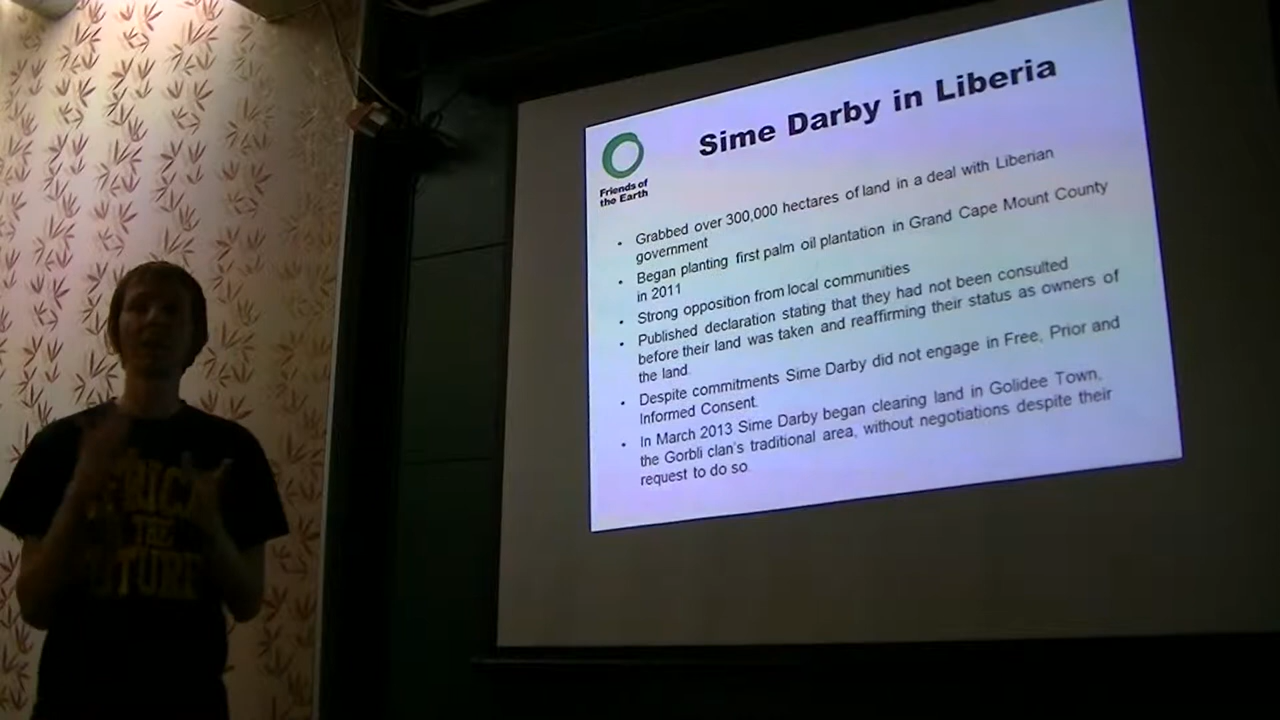 Sime Darby in Liberia
Friends of
the Earth
• Grabbed over 300,000 hectares of land in a deal with Liberian
government
• Began planting first palm oil plantation in Grand Cape Mount County
in 2011
• Strong opposition from local communities
• Published declaration stating that they had not been consulted
before their land was taken and reaffirming their status as owners of
the land.
• Despite commitments Sime Darby did not engage in Free, Prior and
Informed Consent.
• In March 2013 Sime Darby began clearing land in Golidee Town,
the Gorbli clan's traditional area, without negotiations despite their
request to do so.
THE